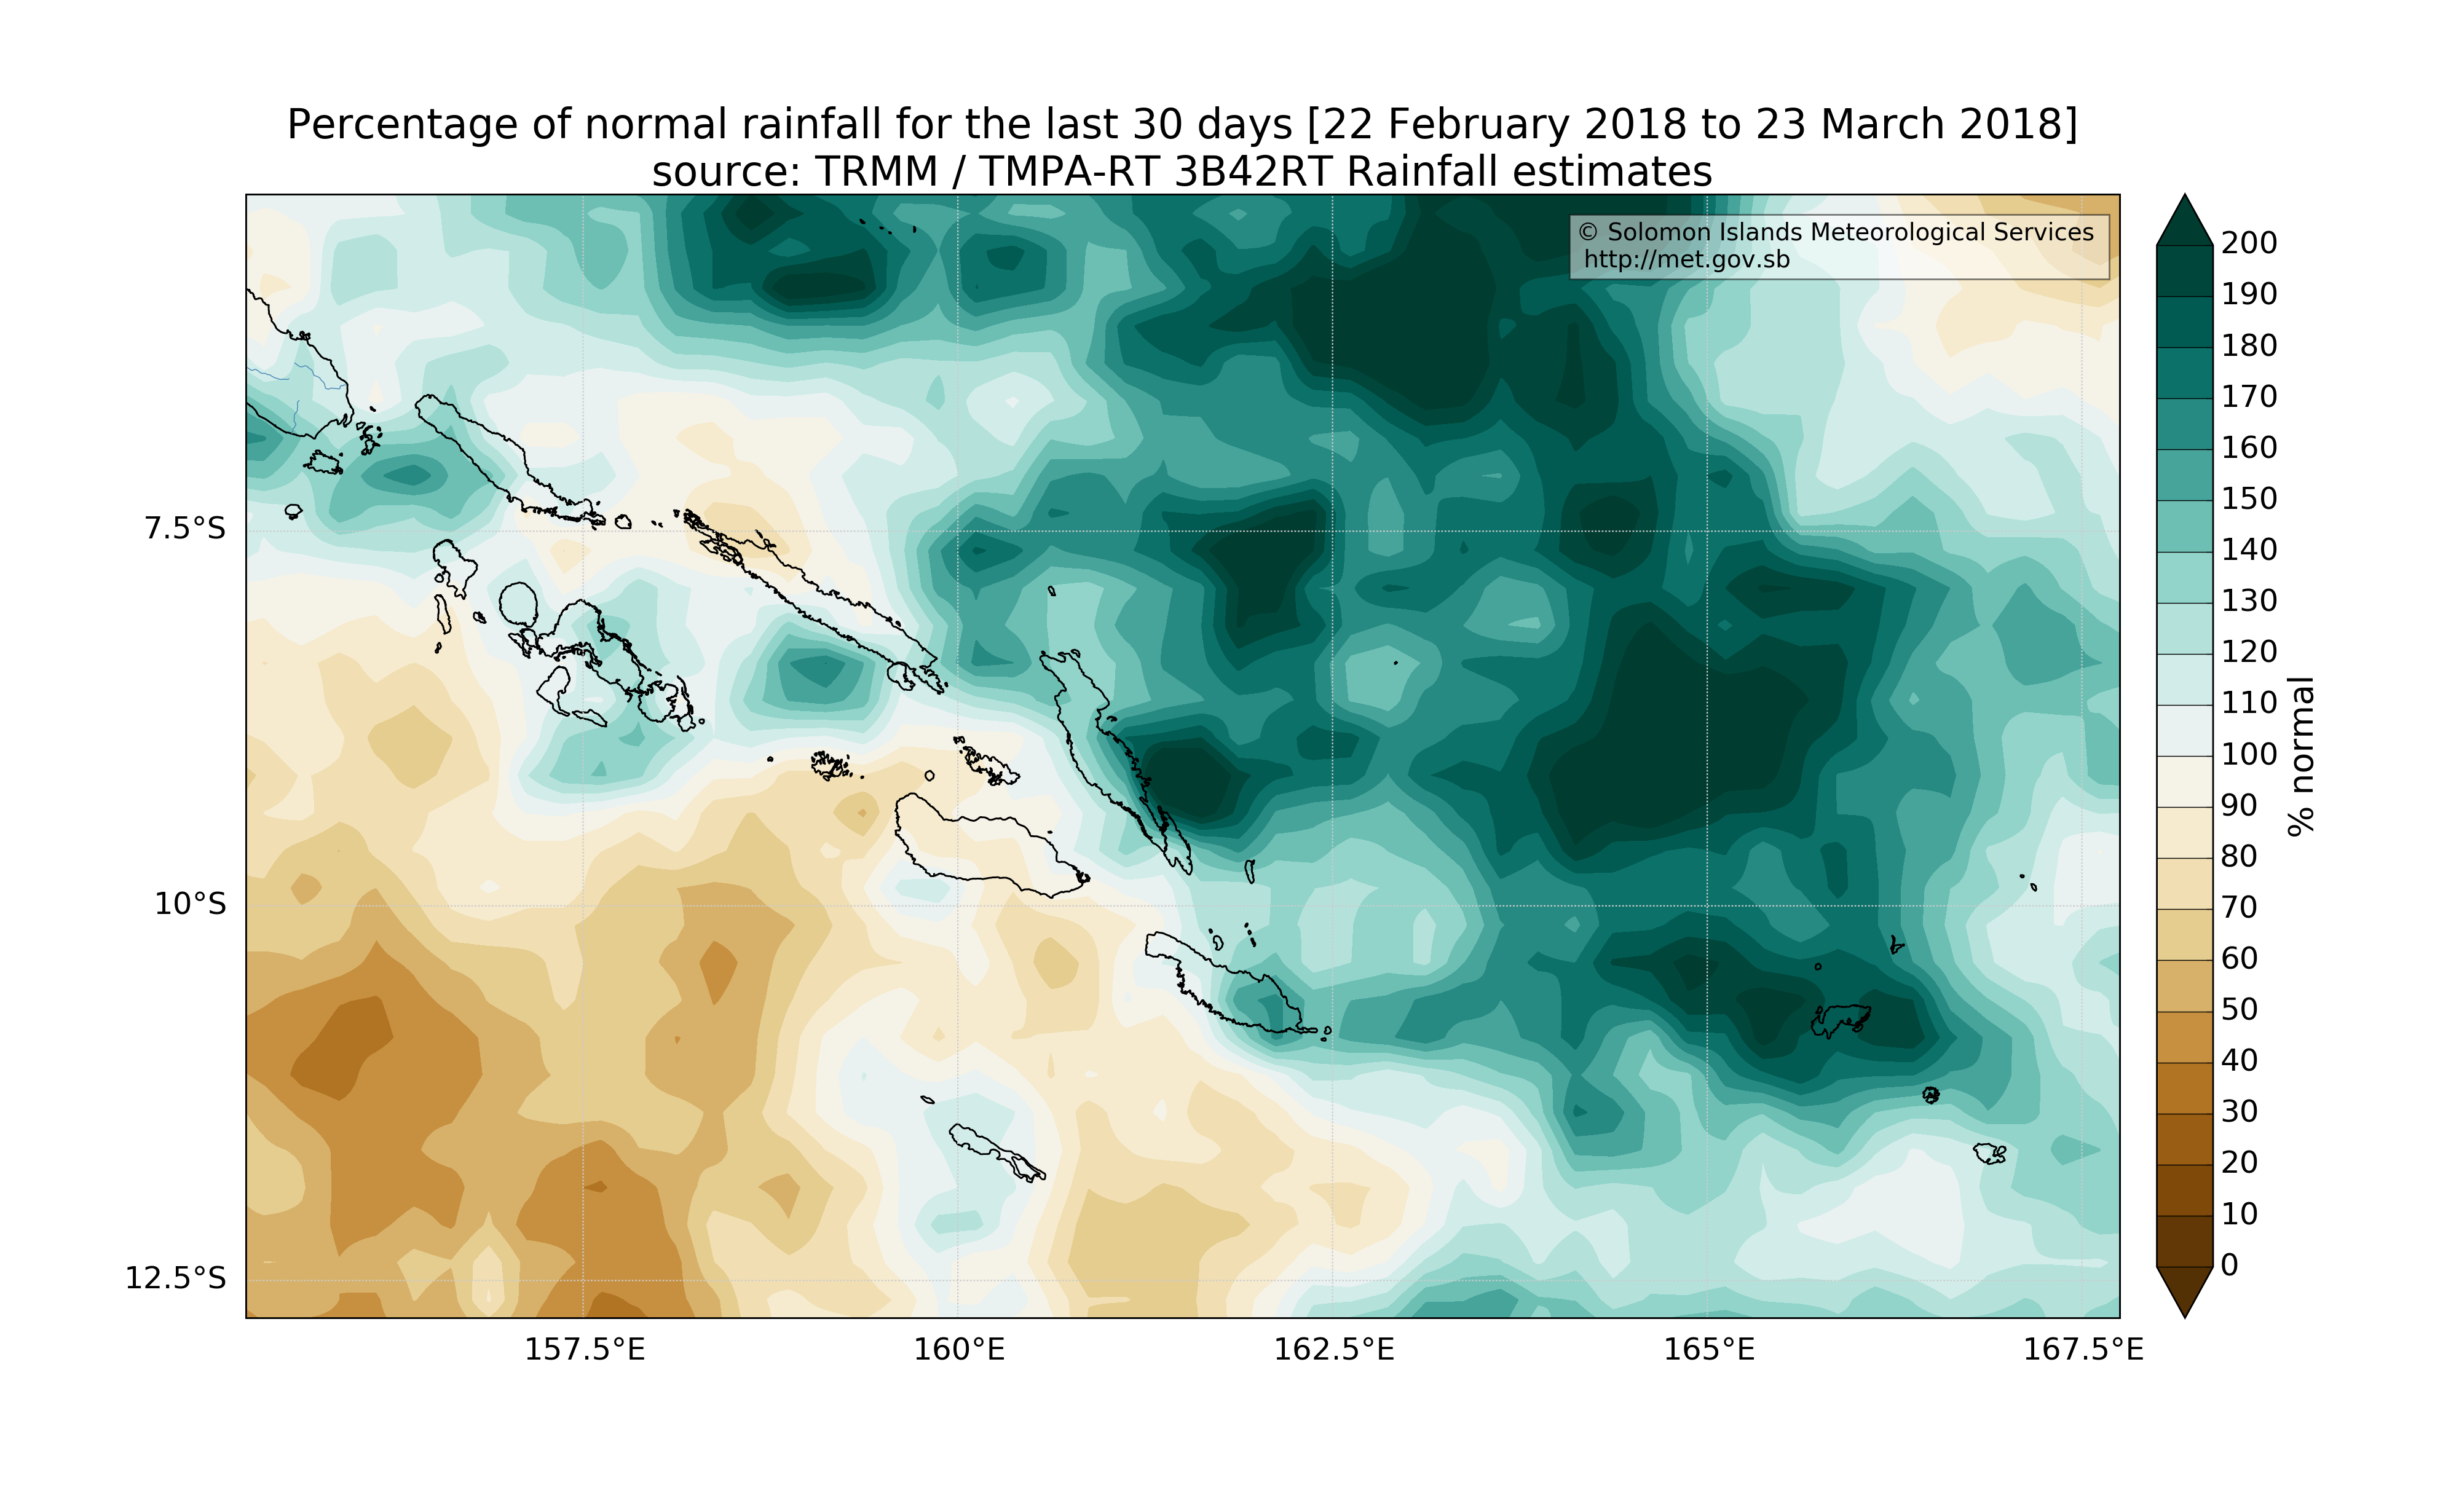 Percentage of normal rainfall for the last 30 days [22 February 2018 to 23 March 2018]
source: TRMM / TMPA-RT 3B42RT Rainfall estimates
© Solomon Islands Meteorological Services
http://met.gov.sb
7.5°S
10°S
12.5°S
157.5°E
160°E
162.5°E
165°E
167.5°E
200
190
180
170
160
150
140
130
120
110
100
90
80
70
60
50
40
30
20
10
0
% normal